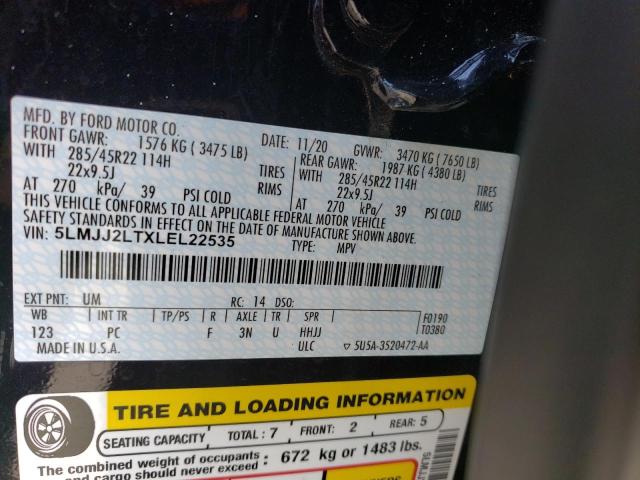 MFD. BY FORD MOTOR CO.
11/20 GVWR: 3470 KG (7650 LB)
FRONT GAWR: 1576 KG (3475 LB) REAR GAWR: 1987 KG (4380 LB)
WITH 285/45R22 114H TIRES WITH 285/45R22 114H TIRES
22x9.5J RIMS 22x9.5J RIMS
AT 270 kPa/ 39 PSI COLD AT 270 kPa/ 39 PSI COLD
THIS VEHICLE CONFORMS TO ALL APPLICABLE FEDERAL MOTOR VEHICLE
SAFETY STANDARDS IN EFFECT ON THE DATE OF MANUFACTURE SHOWN ABOVE.
VIN: 5LMJJ2LTXLEL22535
TYPE: MPV
EXT PNT: UM RC: 14 DSO:
WB INT TR TP/PS R AXLE TR SPR F0190
123 PC F 3N U HHJJ T0380
MADE IN U.S.A. ULC ▽ 5U5A-3520472-AA
TIRE AND LOADING INFORMATION
SEATING CAPACITY TOTAL: 7 FRONT: 2 REAR: 5
The combined weight of occupants 672 kg or 1483 lbs.
and cargo should never exceed: